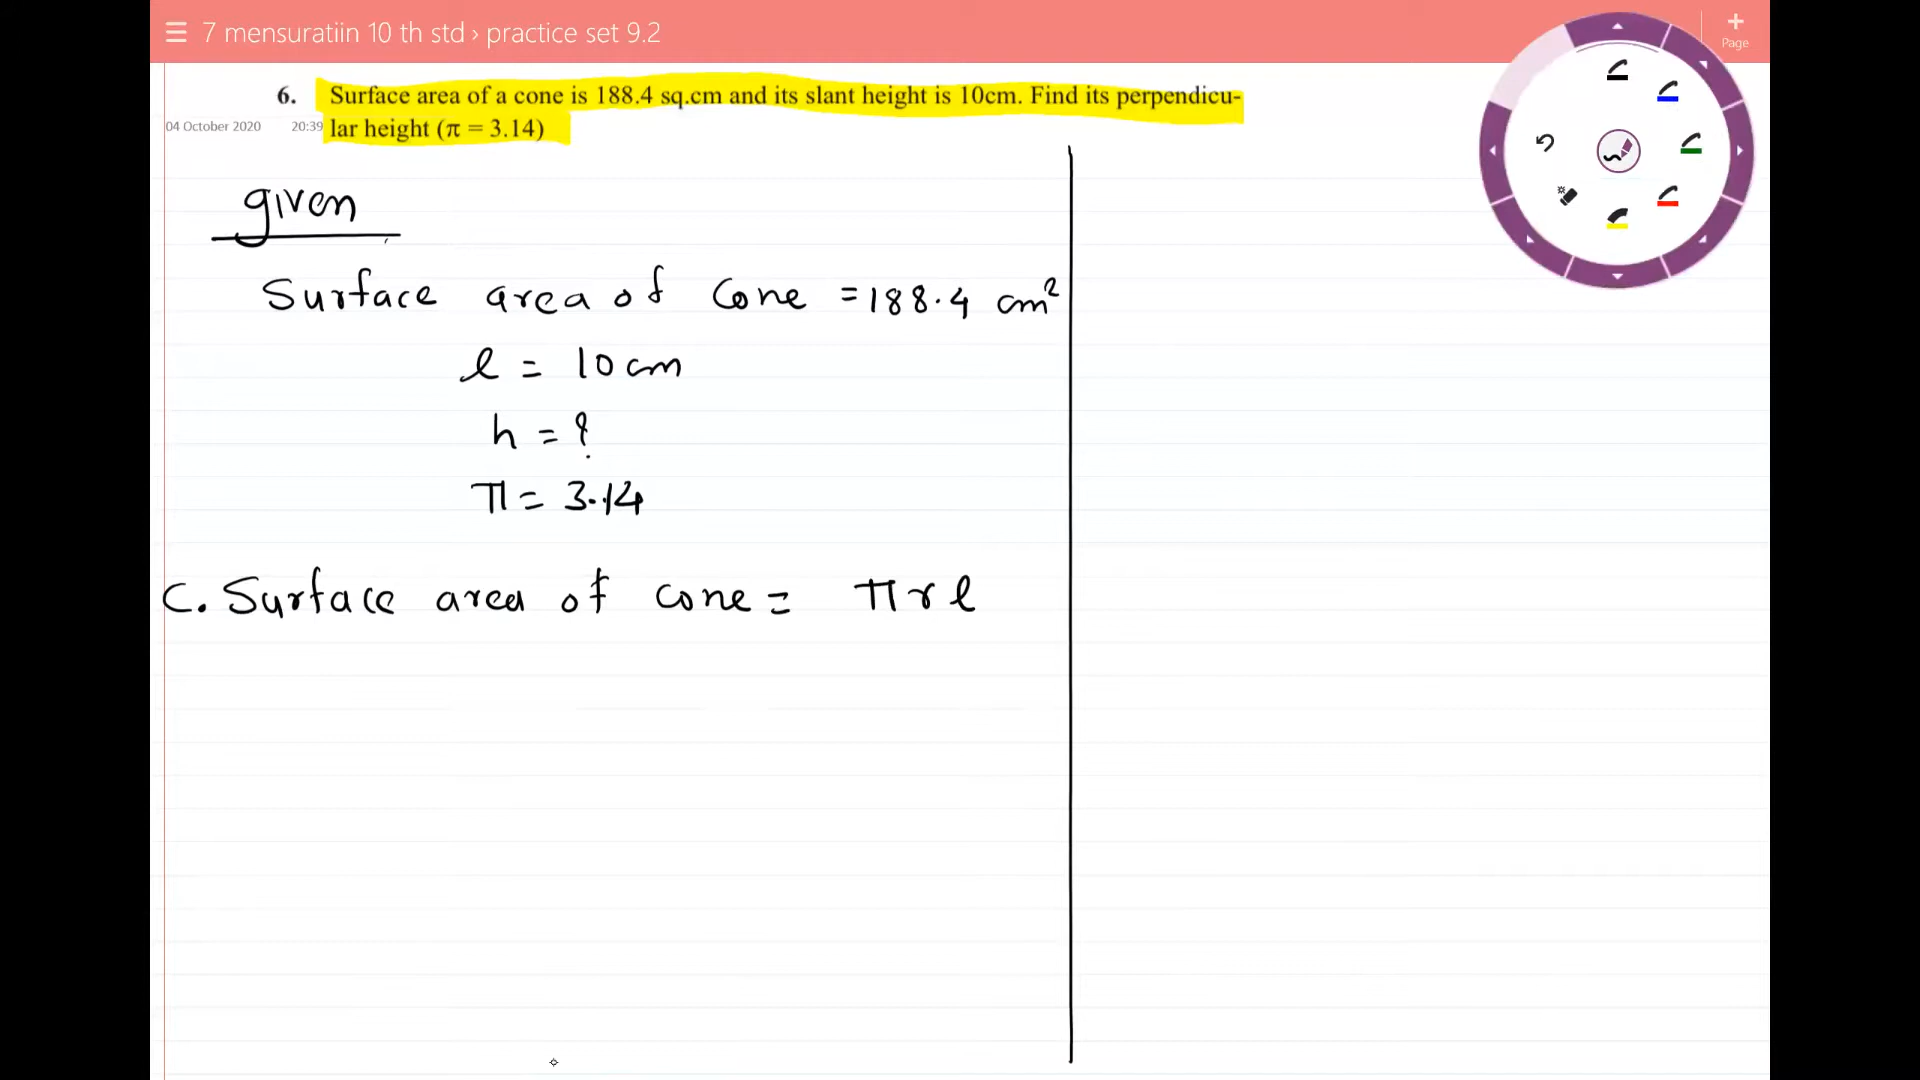 7 mensuratiin 10 th std › practice set 9.2
Page
6. Surface area of a cone is 188.4 sq.cm and its slant height is 10cm. Find its perpendicu-
lar height (π = 3.14)
04 October 2020 20:39
given
Surface area of Cone = 188.4 cm²
l = 10 cm
h = ?
π = 3.14
C. Surface area of cone = π r l